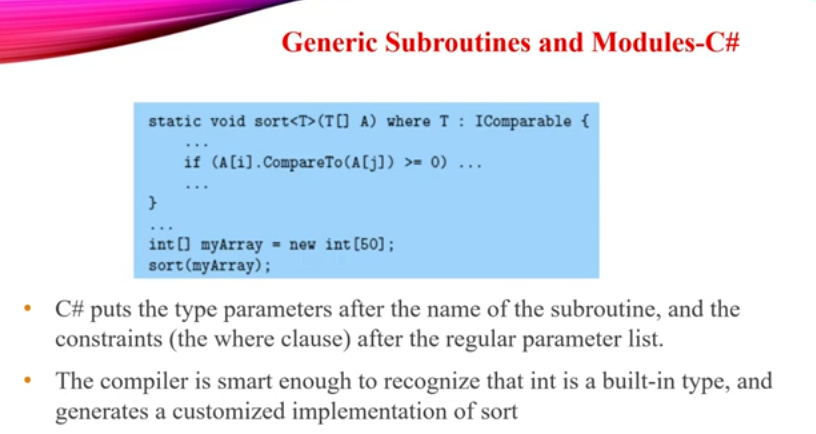 Generic Subroutines and Modules-C#
static void sort<T>(T[] A) where T : IComparable {
...
if (A[i].CompareTo(A[j]) >= 0) ...
...
}
...
int[] myArray = new int[50];
sort(myArray);
• C# puts the type parameters after the name of the subroutine, and the
constraints (the where clause) after the regular parameter list.
• The compiler is smart enough to recognize that int is a built-in type, and
generates a customized implementation of sort